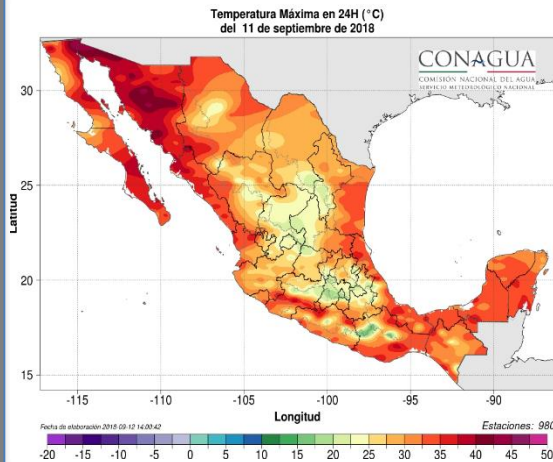 Temperatura Máxima en 24H (°C)
del 11 de septiembre de 2018
CONAGUA
COMISIÓN NACIONAL DEL AGUA
SERVICIO METEOROLÓGICO NACIONAL
Latitud
30
25
20
15
-115 -110 -105 -100 -95 -90
Longitud
Fecha de elaboración 2018-09-12 14:00:42
Estaciones: 980
-20 -15 -10 -5 0 5 10 15 20 25 30 35 40 45 50